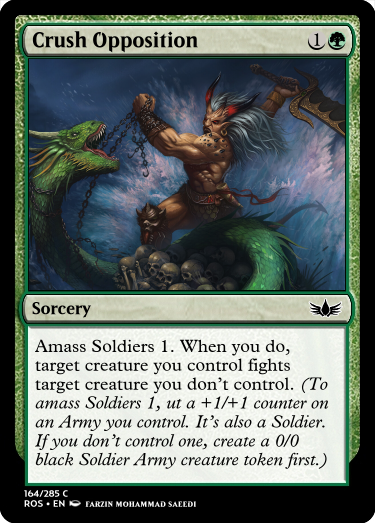 Crush Opposition 1
Sorcery
Amass Soldiers 1. When you do,
target creature you control fights
target creature you don't control. (To
amass Soldiers 1, ut a +1/+1 counter on
an Army you control. It's also a Soldier.
If you don't control one, create a 0/0
black Soldier Army creature token first.)
164/285 C
ROS • EN FARZIN MOHAMMAD SAEEDI